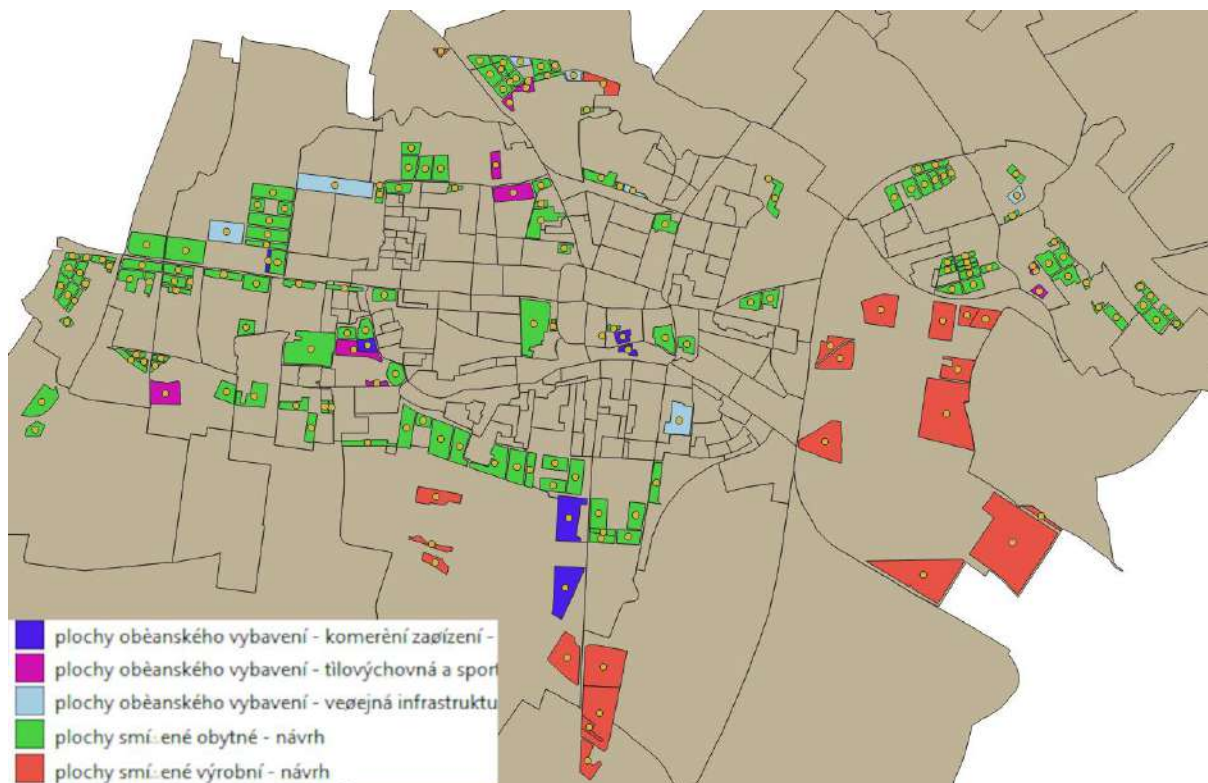 plochy obèanského vybavení - komerèní zaøízení -
plochy obèanského vybavení - tìlovýchovná a sport
plochy obèanského vybavení - veøejná infrastruktu
plochy smí ené obytné - návrh
plochy smí ené výrobní - návrh